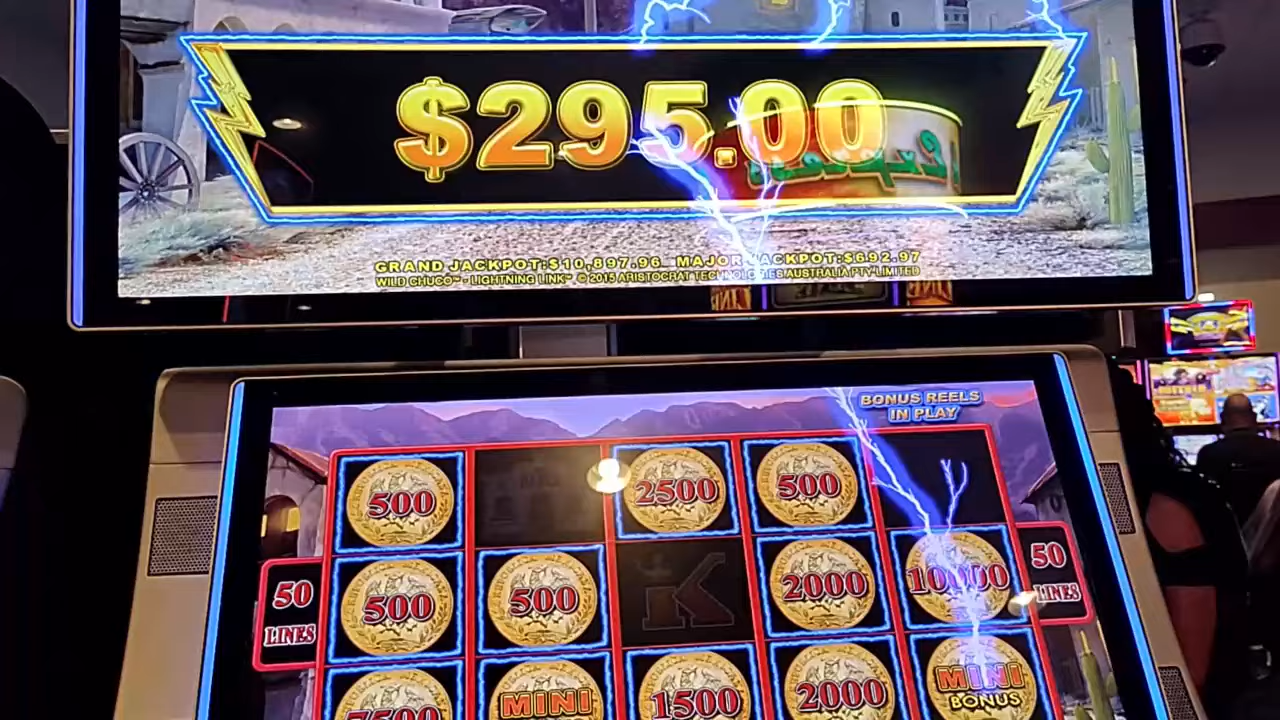 $295.00
GRAND JACKPOT:$10,897.96 MAJOR JACKPOT:$692.97
WILD CHUCO™ - LIGHTNING LINK™ © 2015 ARISTOCRAT TECHNOLOGIES AUSTRALIA PTY LIMITED
BONUS REELS
IN PLAY
500 2500 500
50 LINES
500 500 K 2000 10000
50 LINES
7500 MINI 1500 2000 MINI BONUS